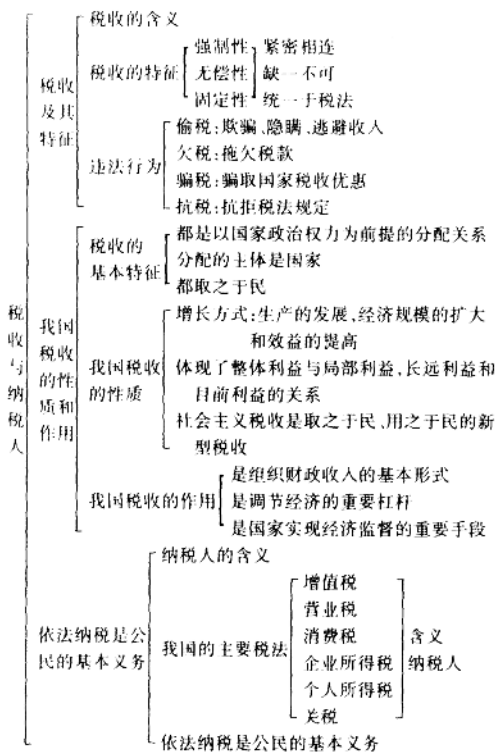 税收与纳税人
税收及其特征
税收的含义
税收的特征
强制性
无偿性
固定性
紧密相连
缺一不可
统一于税法
违法行为
偷税:欺骗、隐瞒、逃避收入
欠税:拖欠税款
骗税:骗取国家税收优惠
抗税:抗拒税法规定
我国税收的性质和作用
税收的
基本特征
都是以国家政治权力为前提的分配关系
分配的主体是国家
都取之于民
我国税收
的性质
增长方式:生产的发展、经济规模的扩大
和效益的提高
体现了整体利益与局部利益,长远利益和
目前利益的关系
社会主义税收是取之于民、用之于民的新
型税收
我国税收的作用
是组织财政收入的基本形式
是调节经济的重要杠杆
是国家实现经济监督的重要手段
依法纳税是公
民的基本义务
纳税人的含义
我国的主要税法
增值税
营业税
消费税
企业所得税
个人所得税
关税
含义
纳税人
依法纳税是公民的基本义务